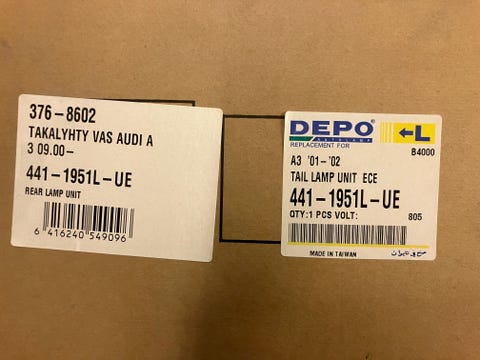 376-8602
TAKALYHTY VAS AUDI A
3 09.00-
441-1951L-UE
REAR LAMP UNIT
6 416240 549096
DEPO®
AUTO LAMP
←L
REPLACEMENT FOR
B4000
A3 '01-'02
TAIL LAMP UNIT ECE
441-1951L-UE
QTY:1 PCS VOLT:
805
MADE IN TAIWAN